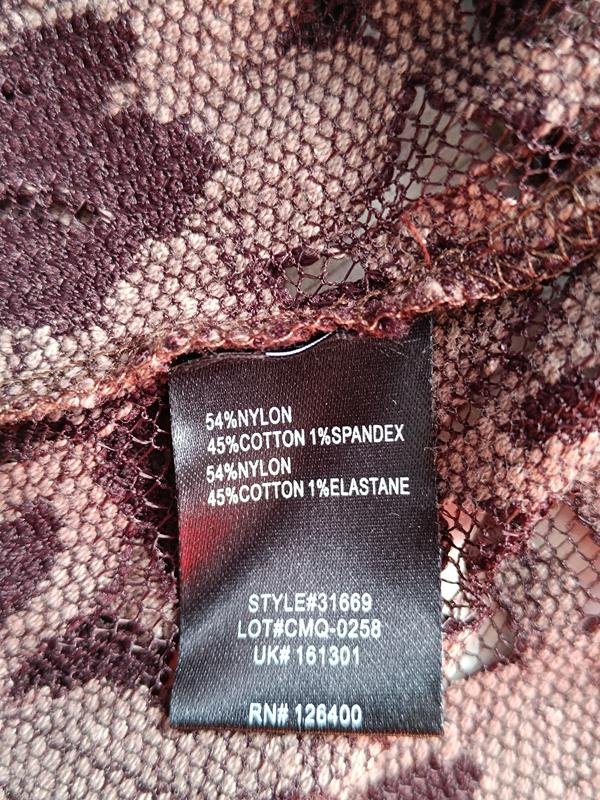 54%NYLON
45%COTTON 1%SPANDEX
54%NYLON
45%COTTON 1%ELASTANE
STYLE#31669
LOT#CMQ-0258
UK# 161301
RN# 126400